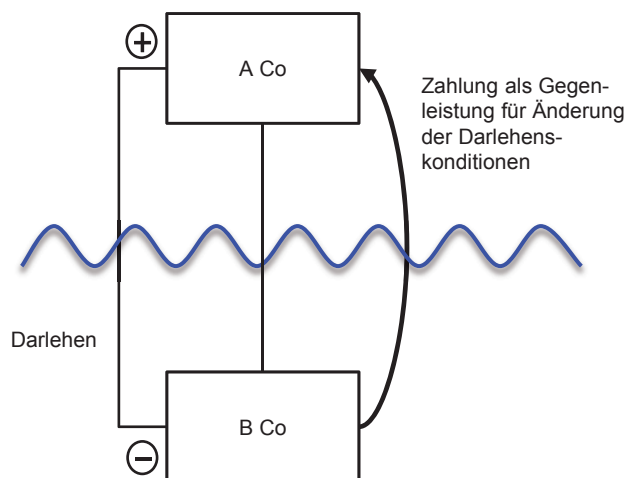 +
A Co
Zahlung als Gegen-
leistung für Änderung
der Darlehens-
konditionen
Darlehen
B Co
−